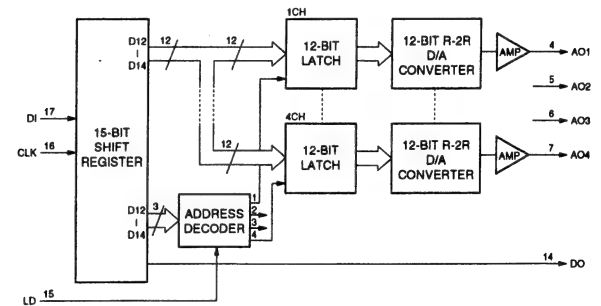 1CH
D12
D14
12
12
12-BIT
LATCH
12-BIT R-2R
D/A
CONVERTER
AMP
4
AO1
5
AO2
6
AO3
DI
17
CLK
16
15-BIT
SHIFT
REGISTER
4CH
12
12-BIT
LATCH
12-BIT R-2R
D/A
CONVERTER
AMP
7
AO4
D12
D14
3
ADDRESS
DECODER
1
2
3
4
14
DO
LD
15